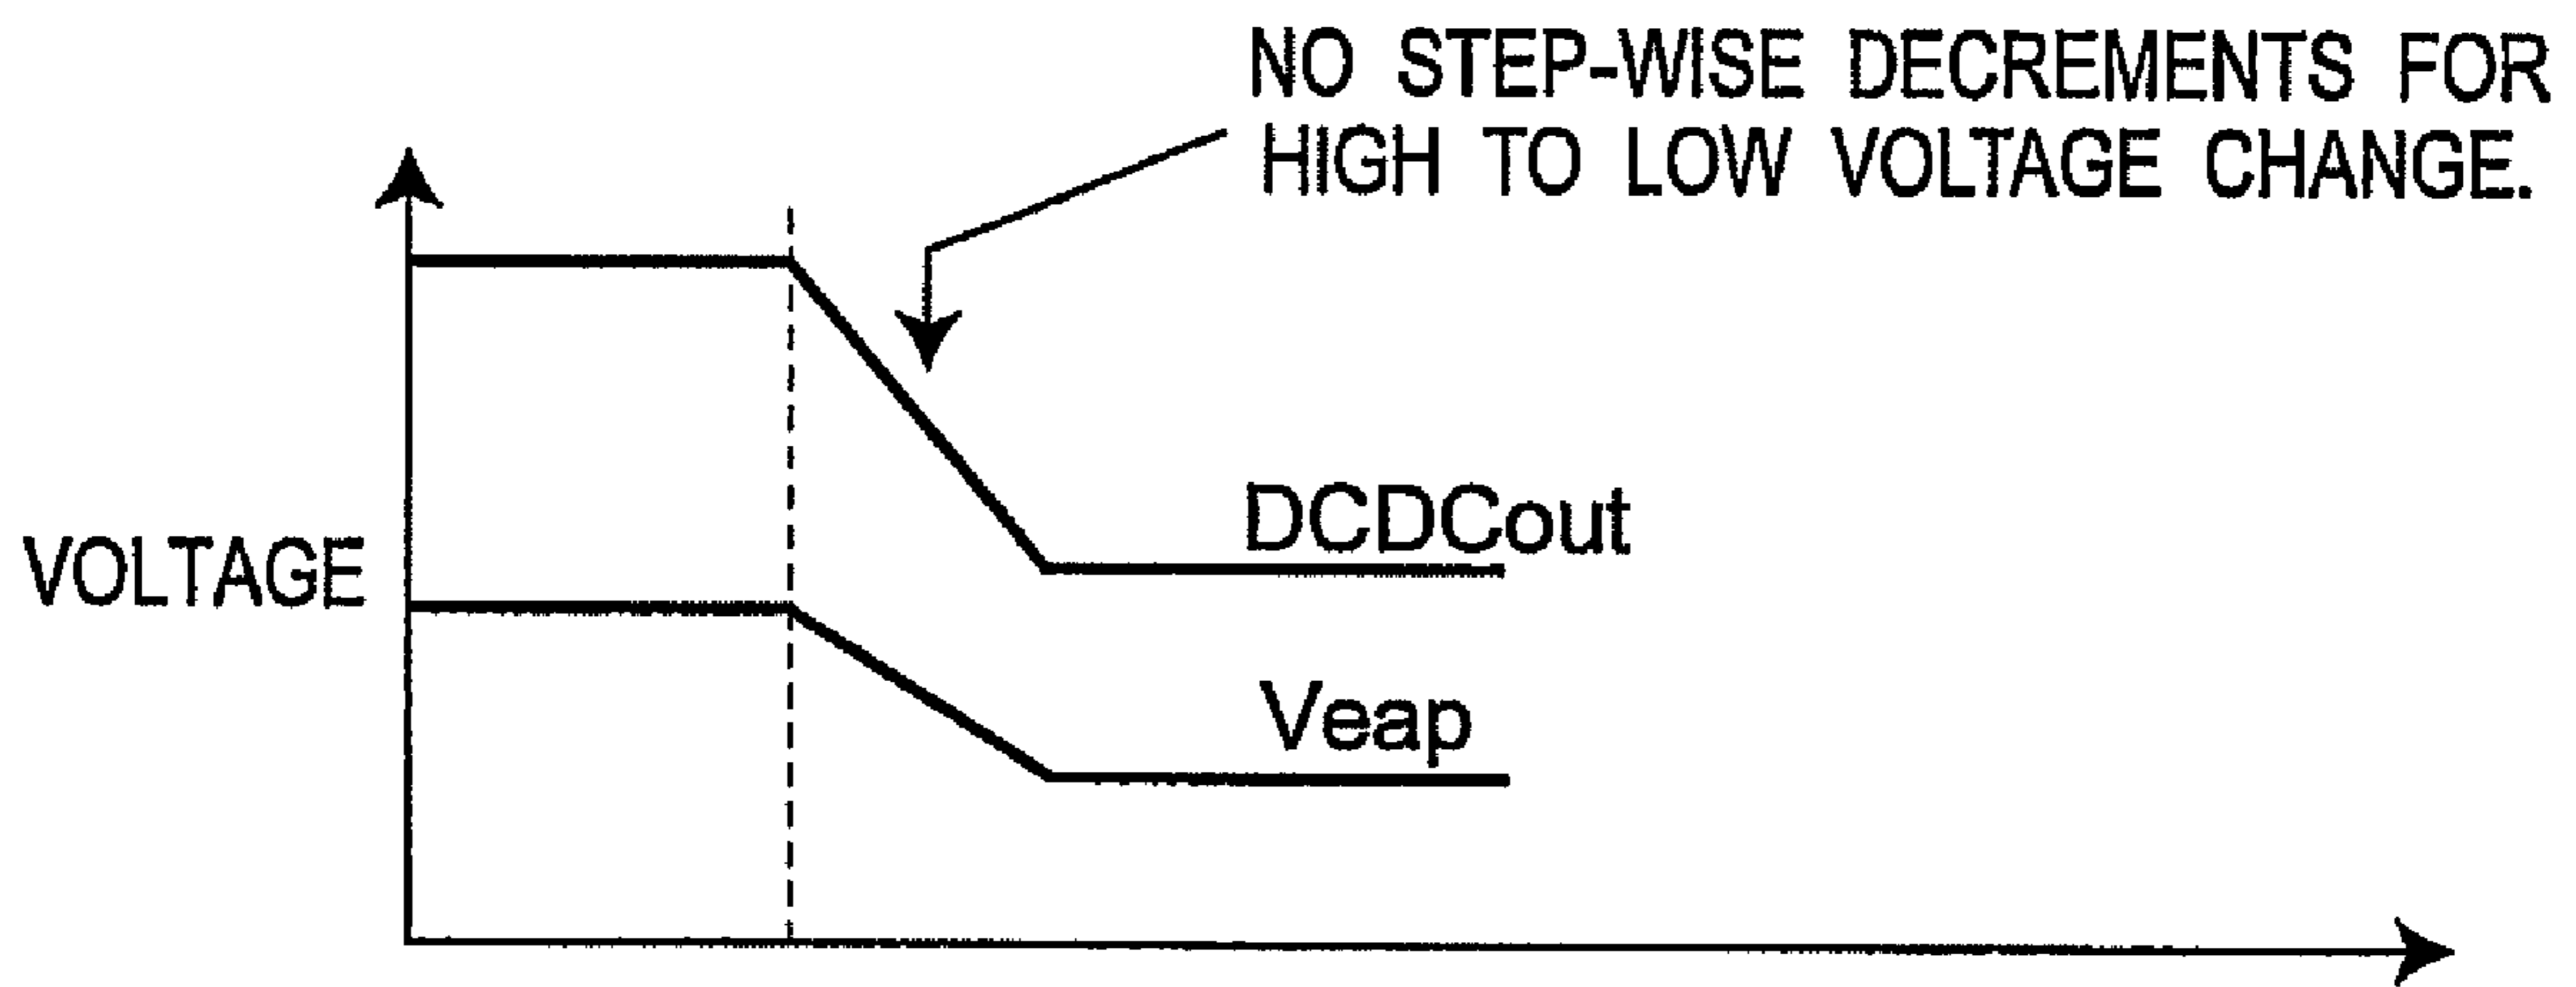 NO STEP-WISE DECREMENTS FOR
HIGH TO LOW VOLTAGE CHANGE.
DCDCout
VOLTAGE
Veap